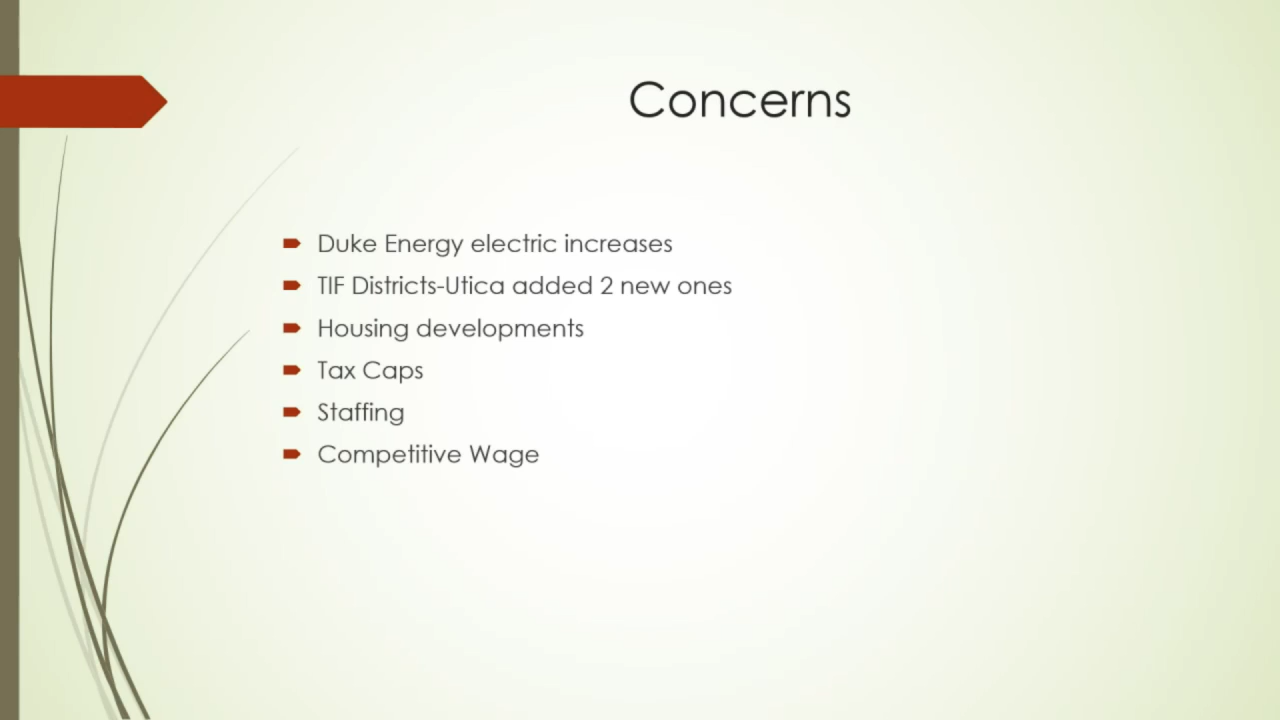 Concerns
Duke Energy electric increases
TIF Districts-Utica added 2 new ones
Housing developments
Tax Caps
Staffing
Competitive Wage